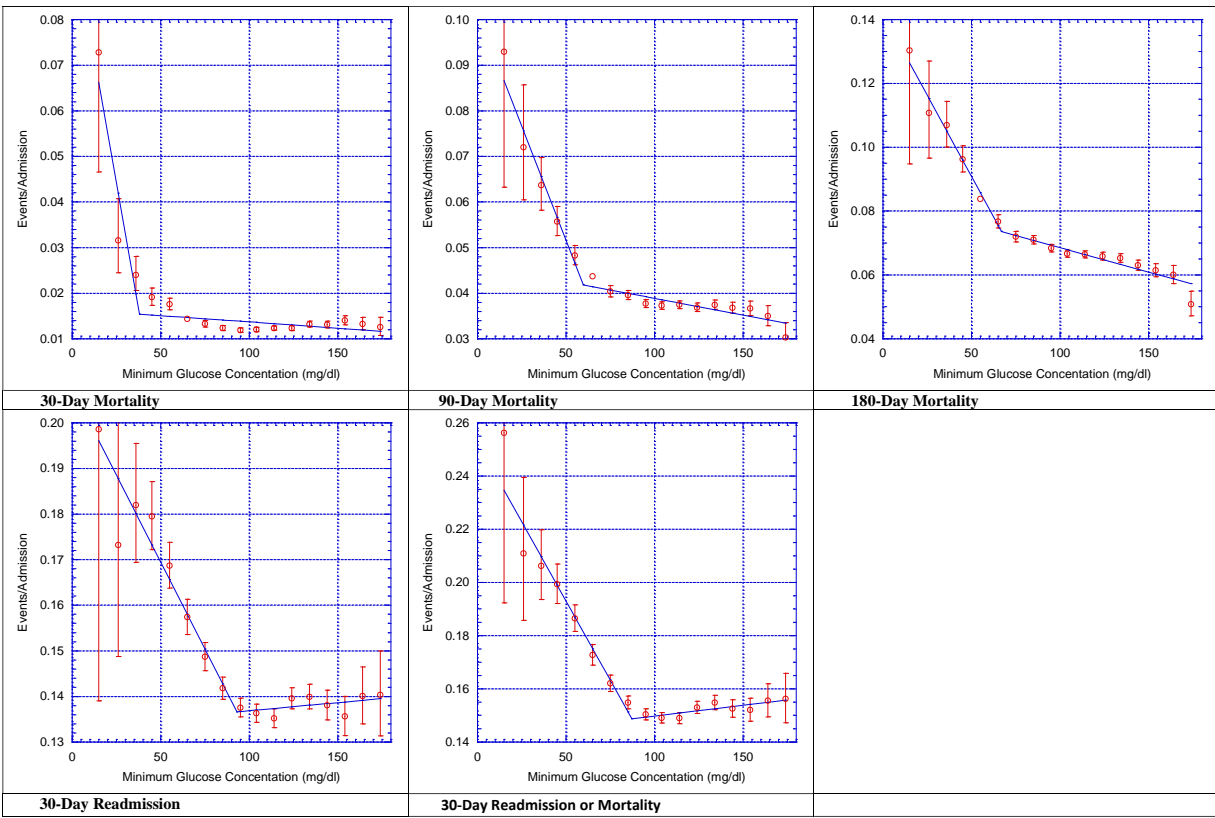 0.08
0.07
0.06
0.05
0.04
0.03
0.02
0.01
Events/Admission
0 50 100 150
Minimum Glucose Concentation (mg/dl)
30-Day Mortality
0.10
0.09
0.08
0.07
0.06
0.05
0.04
0.03
Events/Admission
0 50 100 150
Minimum Glucose Concentation (mg/dl)
90-Day Mortality
0.14
0.12
0.10
0.08
0.06
0.04
Events/Admission
0 50 100 150
Minimum Glucose Concentation (mg/dl)
180-Day Mortality
0.20
0.19
0.18
0.17
0.16
0.15
0.14
0.13
Events/Admission
0 50 100 150
Minimum Glucose Concentation (mg/dl)
30-Day Readmission
0.26
0.24
0.22
0.20
0.18
0.16
0.14
Events/Admission
0 50 100 150
Minimum Glucose Concentation (mg/dl)
30-Day Readmission or Mortality